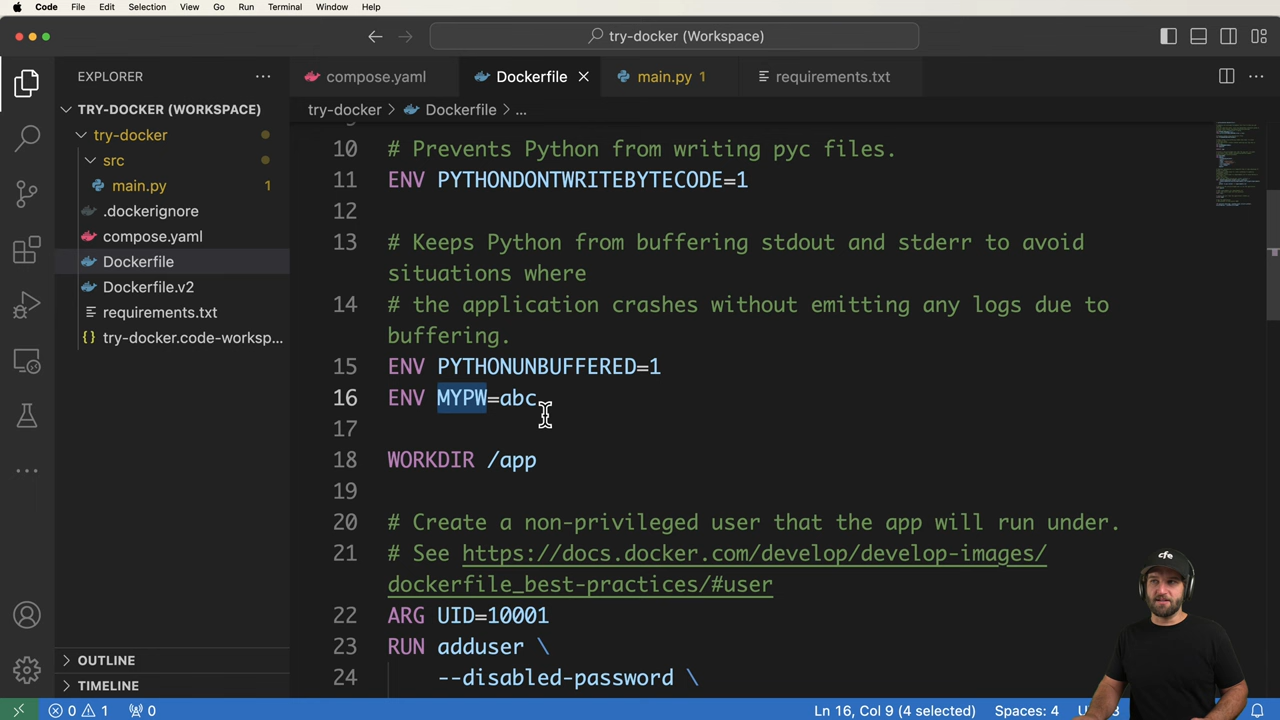 Code File Edit Selection View Go Run Terminal Window Help
try-docker (Workspace)
EXPLORER
compose.yaml
Dockerfile
main.py 1
requirements.txt
TRY-DOCKER (WORKSPACE)
try-docker > Dockerfile > ...
try-docker
src
main.py 1
.dockerignore
compose.yaml
Dockerfile
Dockerfile.v2
requirements.txt
{} try-docker.code-worksp...
OUTLINE
TIMELINE
10 # Prevents Python from writing pyc files.
11 ENV PYTHONDONTWRITEBYTECODE=1
12
13 # Keeps Python from buffering stdout and stderr to avoid
situations where
14 # the application crashes without emitting any logs due to
buffering.
15 ENV PYTHONUNBUFFERED=1
16 ENV MYPW=abc
17
18 WORKDIR /app
19
20 # Create a non-privileged user that the app will run under.
21 # See https://docs.docker.com/develop/develop-images/
dockerfile_best-practices/#user
22 ARG UID=10001
23 RUN adduser \
24 --disabled-password \
cfe
0 1 0
Ln 16, Col 9 (4 selected)
Spaces: 4